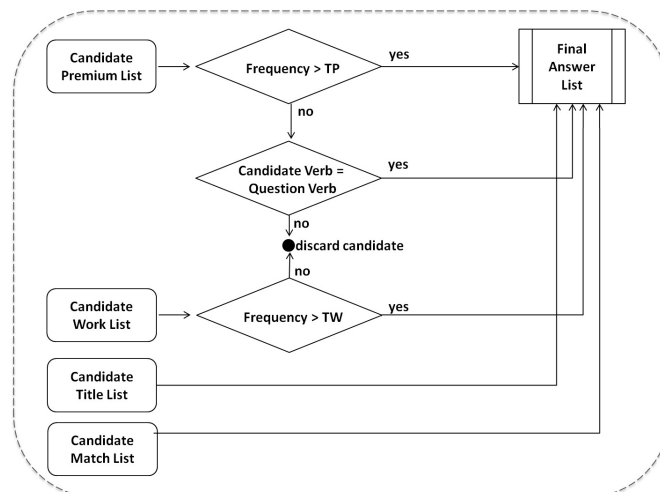 Candidate
Premium List
Frequency > TP
yes
Final
Answer
List
no
Candidate Verb =
Question Verb
yes
no
discard candidate
no
Candidate
Work List
Frequency > TW
yes
Candidate
Title List
Candidate
Match List